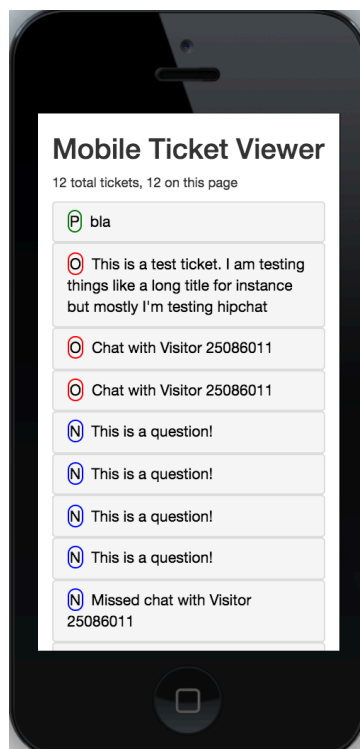 Mobile Ticket Viewer
12 total tickets, 12 on this page
P bla
O This is a test ticket. I am testing
things like a long title for instance
but mostly I'm testing hipchat
O Chat with Visitor 25086011
O Chat with Visitor 25086011
N This is a question!
N This is a question!
N This is a question!
N This is a question!
N Missed chat with Visitor
25086011